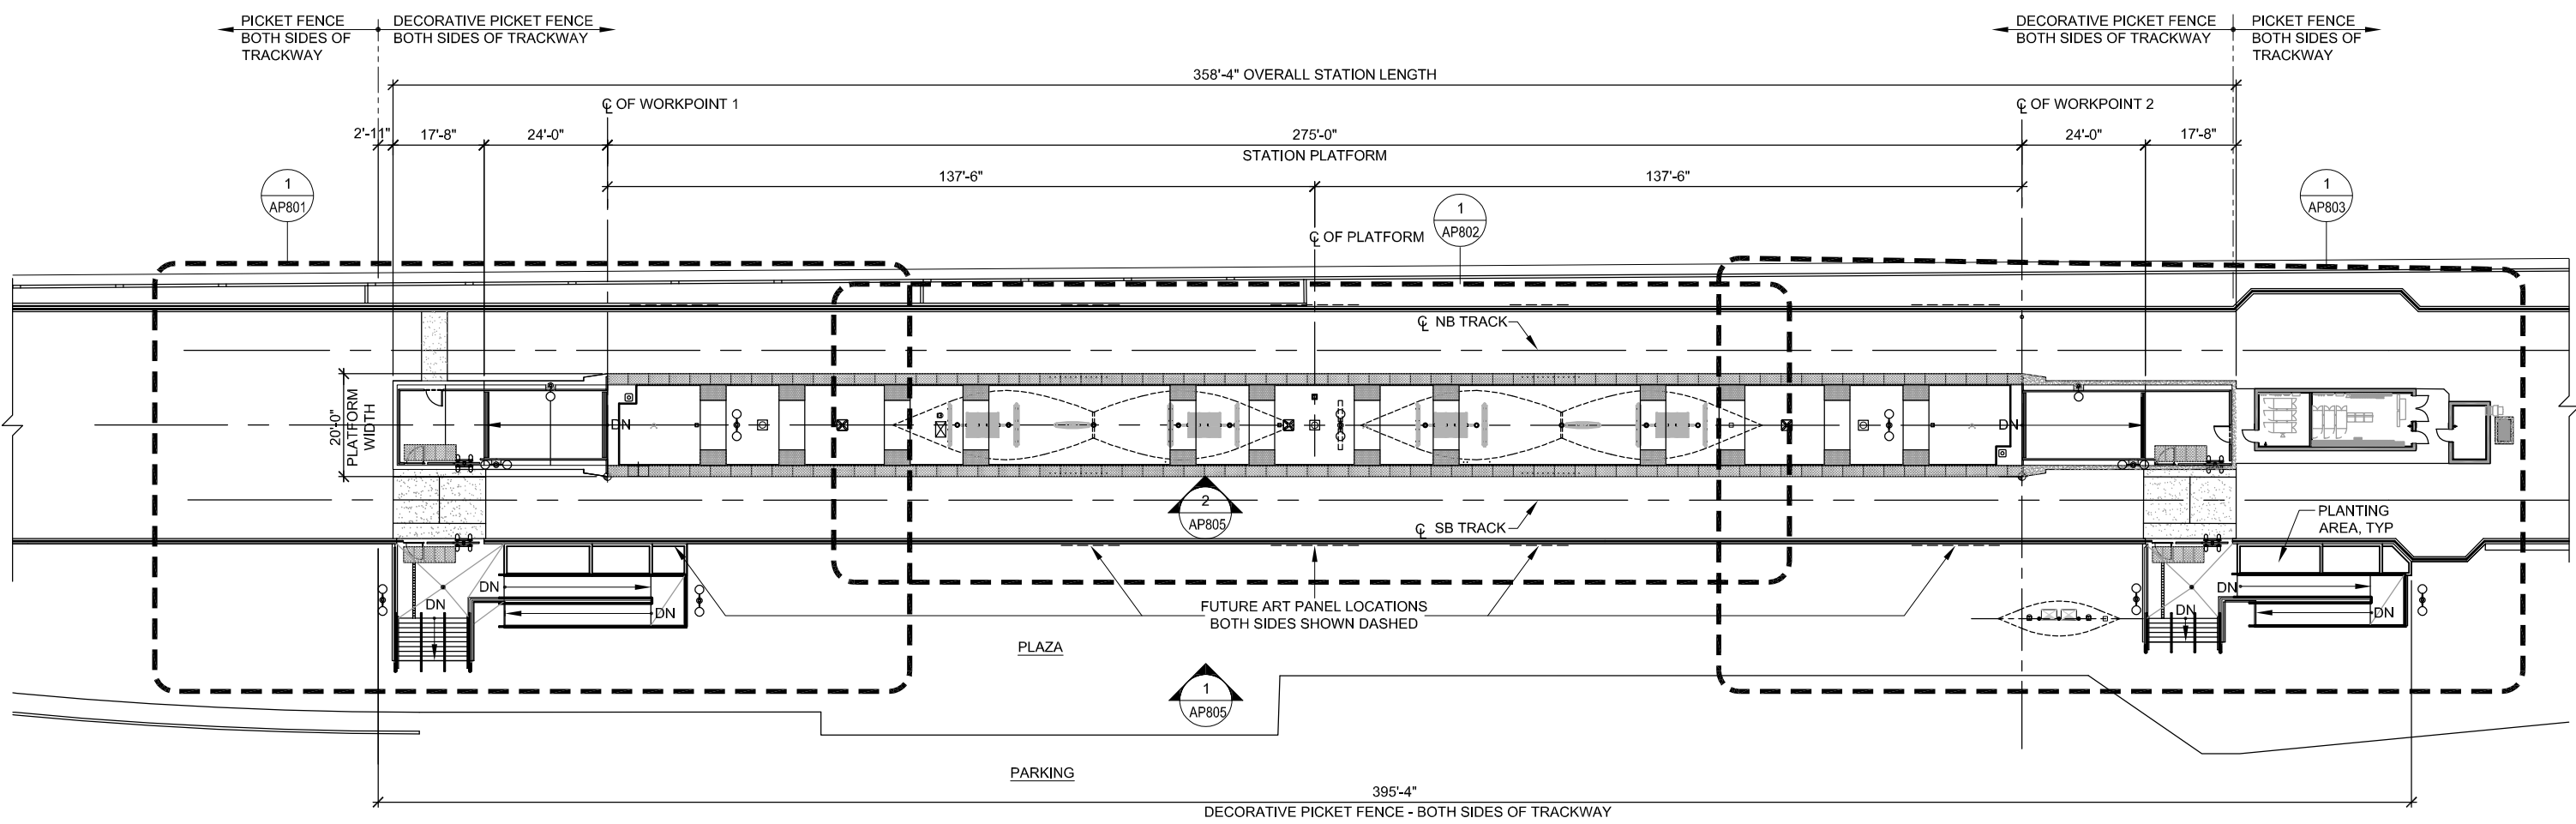 PICKET FENCE
BOTH SIDES OF
TRACKWAY
DECORATIVE PICKET FENCE
BOTH SIDES OF TRACKWAY
DECORATIVE PICKET FENCE
BOTH SIDES OF TRACKWAY
PICKET FENCE
BOTH SIDES OF
TRACKWAY
358'-4" OVERALL STATION LENGTH
℄ OF WORKPOINT 1
℄ OF WORKPOINT 2
2'-11"
17'-8"
24'-0"
275'-0"
STATION PLATFORM
24'-0"
17'-8"
137'-6"
137'-6"
1
AP801
1
AP802
1
AP803
℄ OF PLATFORM
℄ NB TRACK
20'-0"
PLATFORM
WIDTH
DN
DN
2
AP805
℄ SB TRACK
PLANTING
AREA, TYP
DN
DN
DN
DN
DN
DN
FUTURE ART PANEL LOCATIONS
BOTH SIDES SHOWN DASHED
PLAZA
1
AP805
PARKING
395'-4"
DECORATIVE PICKET FENCE - BOTH SIDES OF TRACKWAY